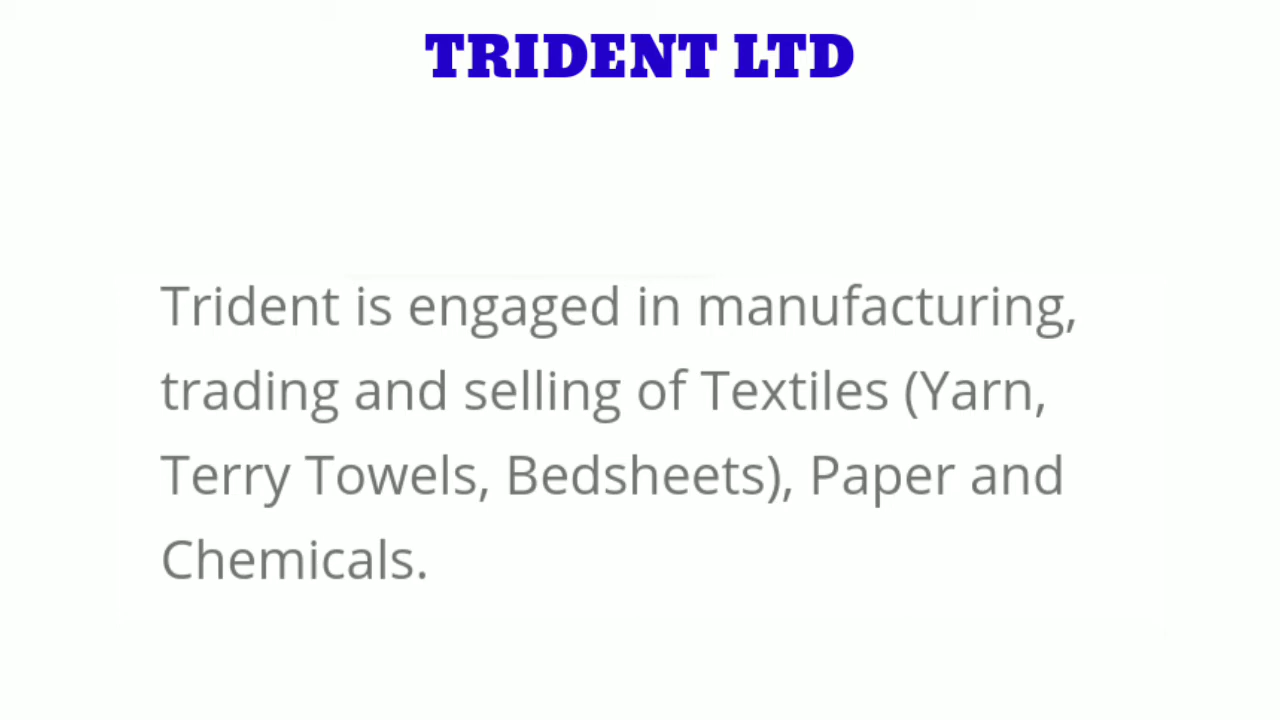 TRIDENT LTD
Trident is engaged in manufacturing,
trading and selling of Textiles (Yarn,
Terry Towels, Bedsheets), Paper and
Chemicals.